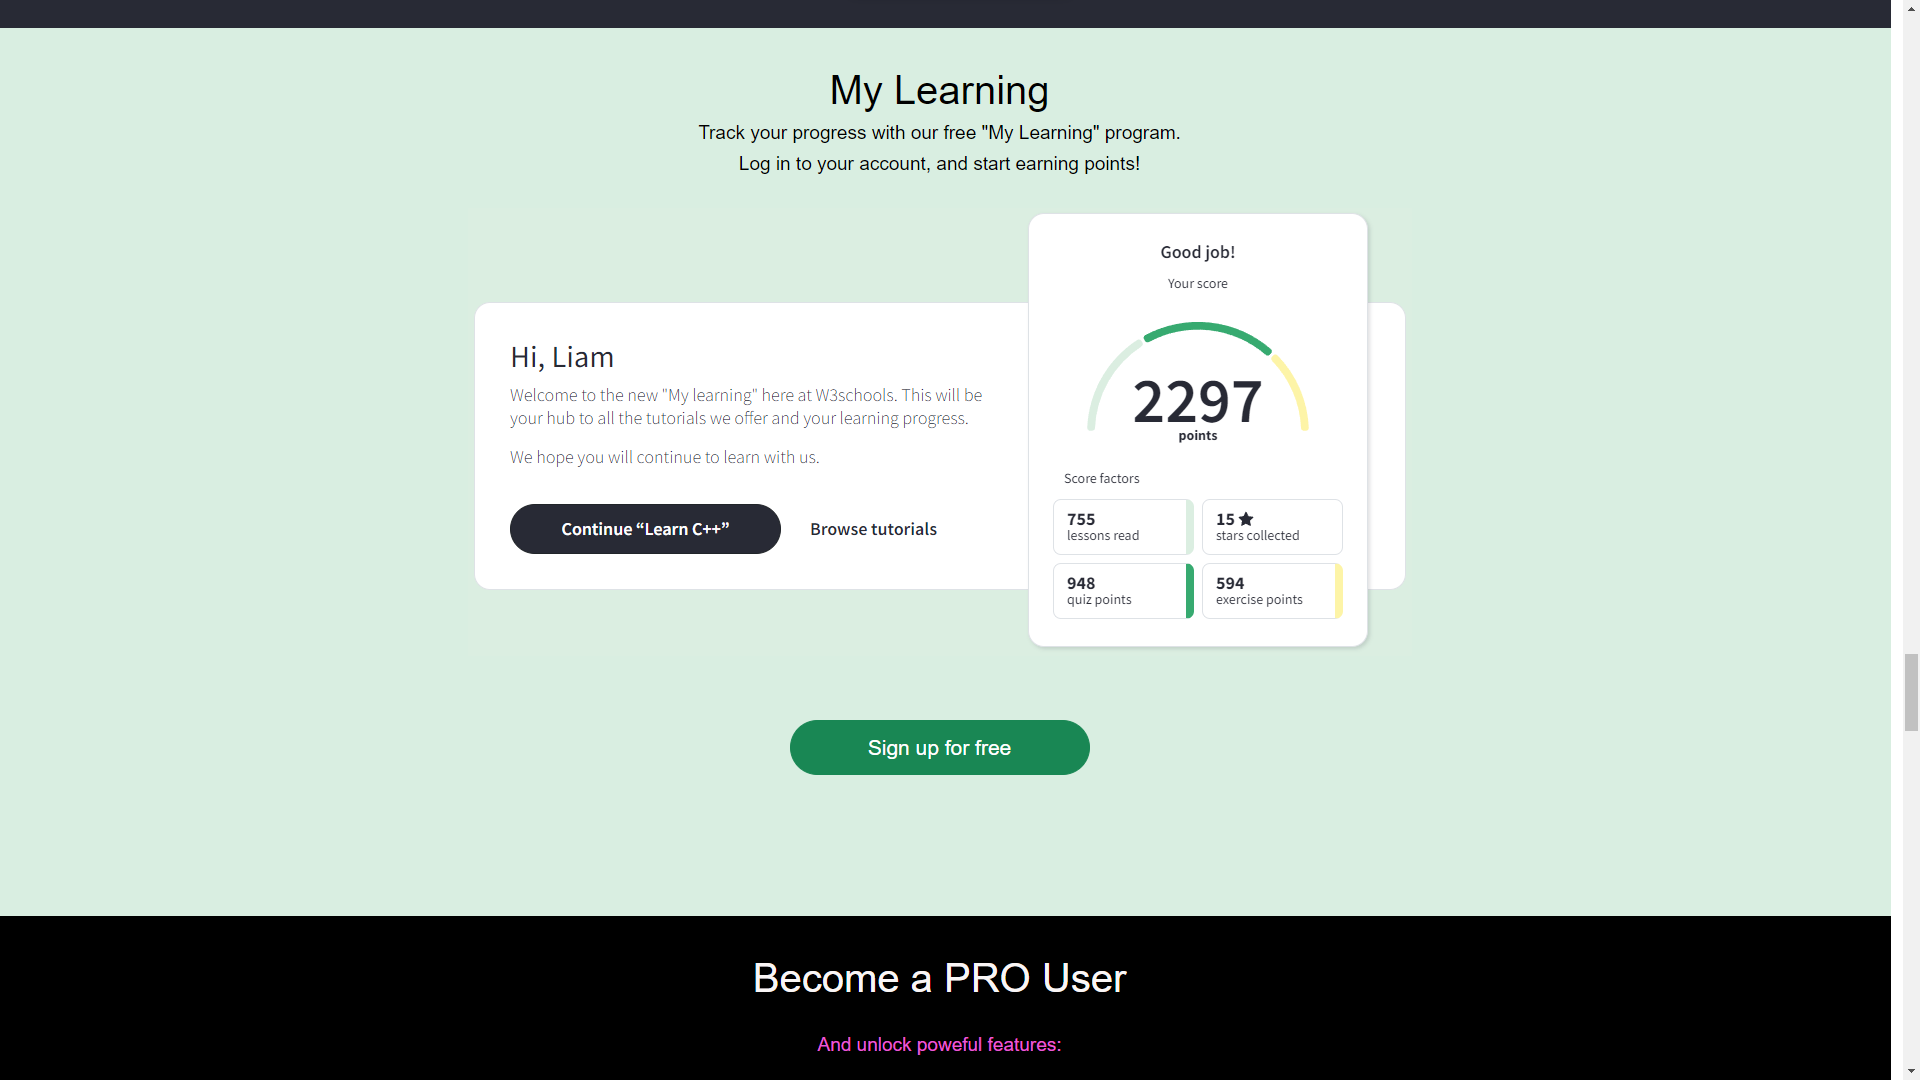 My Learning
Track your progress with our free "My Learning" program.
Log in to your account, and start earning points!
Hi, Liam
Welcome to the new "My learning" here at W3schools. This will be
your hub to all the tutorials we offer and your learning progress.
We hope you will continue to learn with us.
Continue “Learn C++”
Browse tutorials
Good job!
Your score
2297
points
Score factors
755
lessons read
15
stars collected
948
quiz points
594
exercise points
Sign up for free
Become a PRO User
And unlock poweful features: